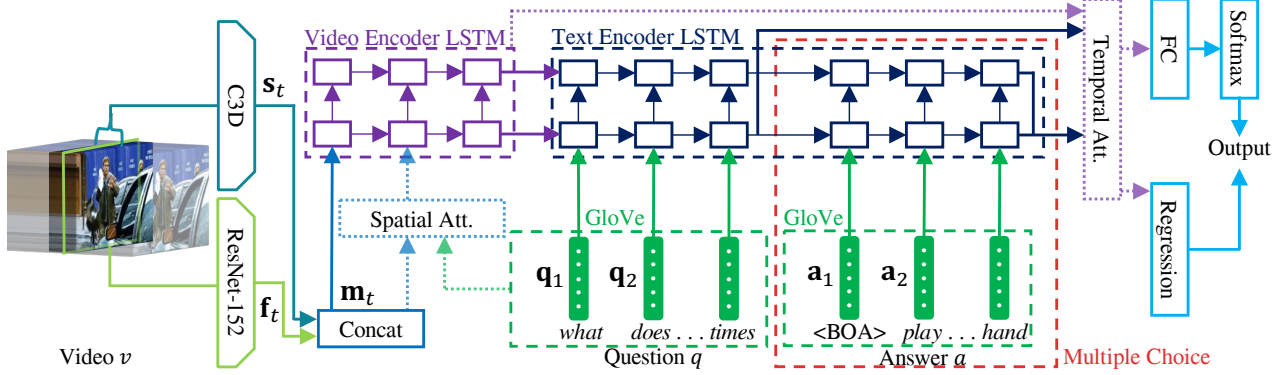 Video Encoder LSTM
Text Encoder LSTM
C3D
s_t
Temporal Att.
FC
Softmax
Output
Regression
Spatial Att.
GloVe
GloVe
ResNet-152
f_t
m_t
Concat
q_1
q_2
a_1
a_2
what does . . . times
<BOA> play . . . hand
Video v
Question q
Answer a
Multiple Choice